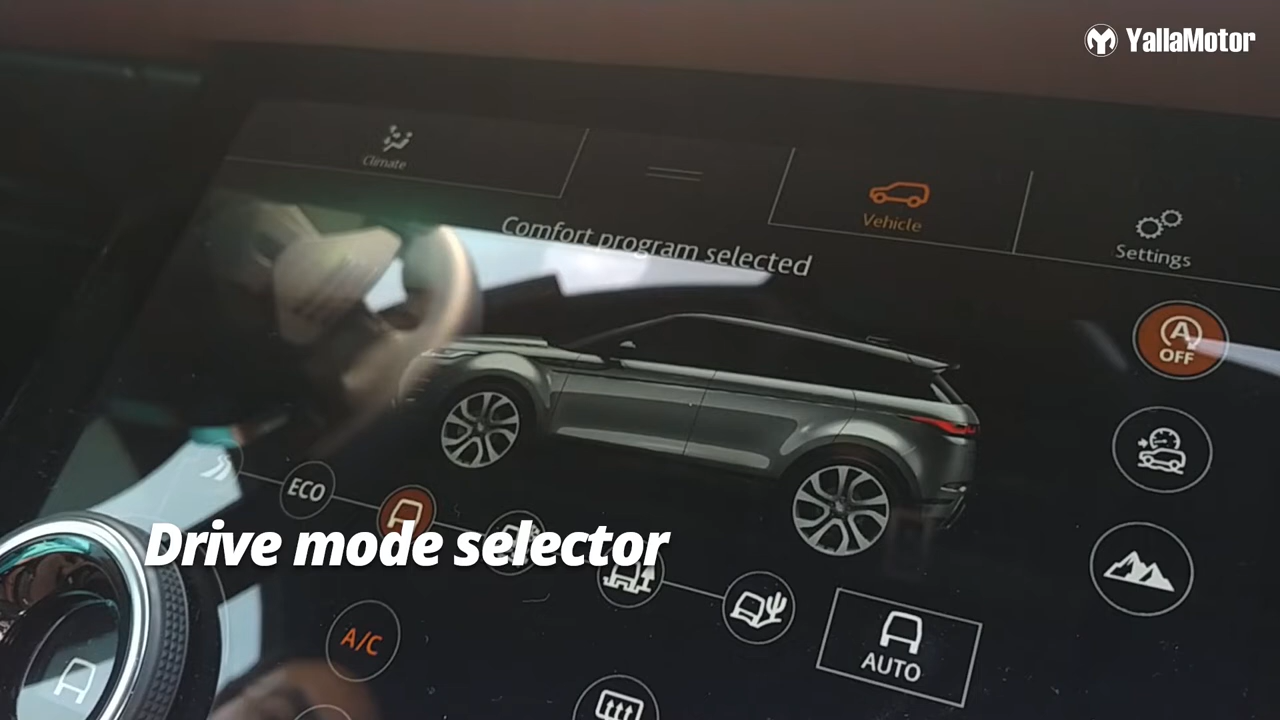 YallaMotor
Climate
Vehicle
Settings
Comfort program selected
A
OFF
ECO
Drive mode selector
A/C
AUTO